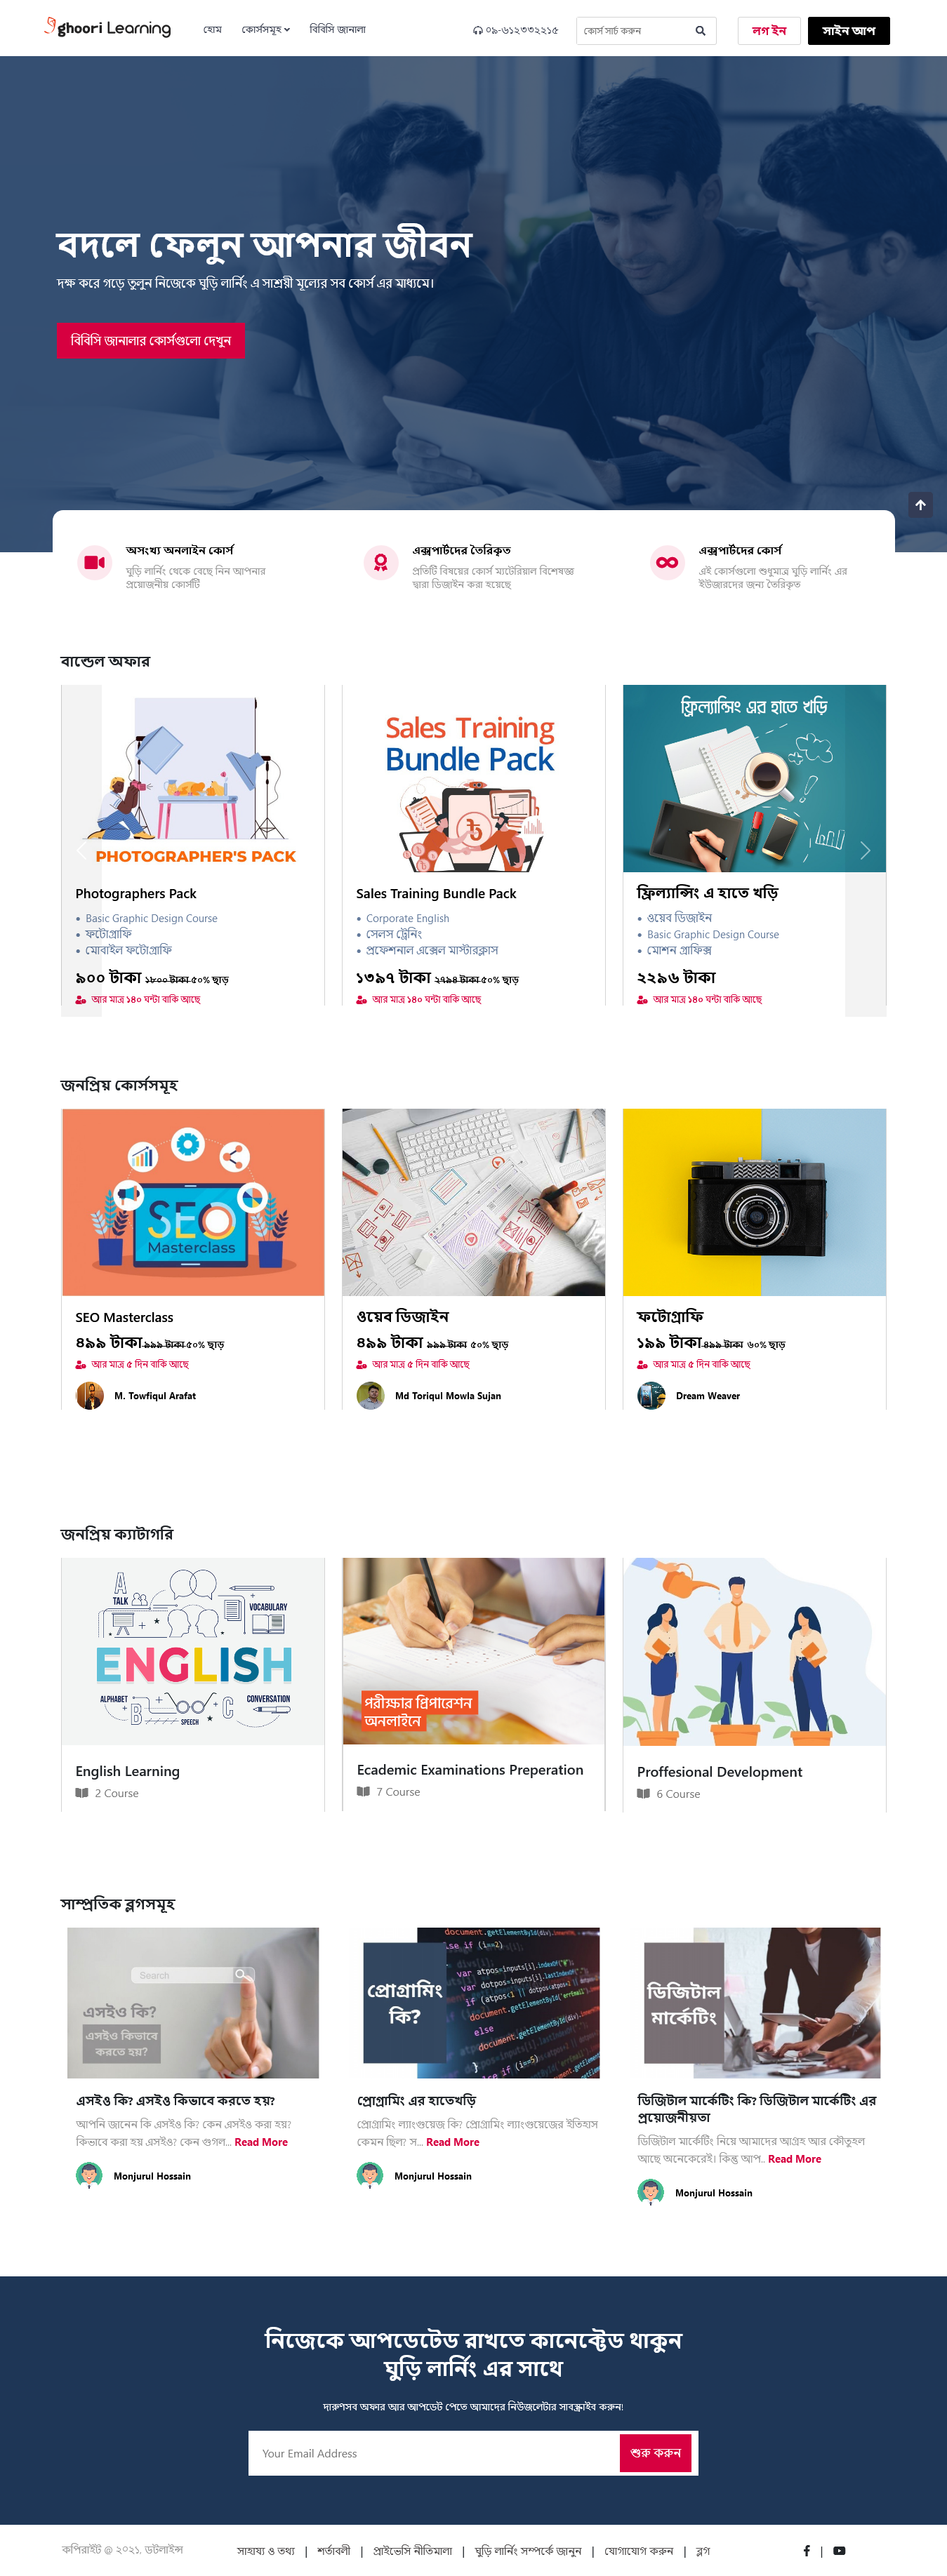 ghoori Learning
হোম
কোর্সসমূহ
বিবিসি জানালা
০৯-৬১২৩৩২২১৫
কোর্স সার্চ করুন
লগ ইন
সাইন আপ
বদলে ফেলুন আপনার জীবন
দক্ষ করে গড়ে তুলুন নিজেকে ঘুড়ি লার্নিং এ সাশ্রয়ী মূল্যের সব কোর্স এর মাধ্যমে।
বিবিসি জানালার কোর্সগুলো দেখুন
অসংখ্য অনলাইন কোর্স
ঘুড়ি লার্নিং থেকে বেছে নিন আপনার
প্রয়োজনীয় কোর্সটি
এক্সপার্টদের তৈরিকৃত
প্রতিটি বিষয়ের কোর্স ম্যটেরিয়াল বিশেষজ্ঞ
দ্বারা ডিজাইন করা হয়েছে
এক্সপার্টদের কোর্স
এই কোর্সগুলো শুধুমাত্র ঘুড়ি লার্নিং এর
ইউজারদের জন্য তৈরিকৃত
বান্ডেল অফার
PHOTOGRAPHER'S PACK
Photographers Pack
Basic Graphic Design Course
ফটোগ্রাফি
মোবাইল ফটোগ্রাফি
৯০০ টাকা ১৮০০ টাকা ৫০% ছাড়
আর মাত্র ১৪০ ঘন্টা বাকি আছে
Sales Training
Bundle Pack
Sales Training Bundle Pack
Corporate English
সেলস ট্রেনিং
প্রফেশনাল এক্সেল মাস্টারক্লাস
১৩৯৭ টাকা ২৭৯৪ টাকা ৫০% ছাড়
আর মাত্র ১৪০ ঘন্টা বাকি আছে
ফ্রিল্যান্সিং এর হাতে খড়ি
ফ্রিল্যান্সিং এ হাতে খড়ি
ওয়েব ডিজাইন
Basic Graphic Design Course
মোশন গ্রাফিক্স
২২৯৬ টাকা
আর মাত্র ১৪০ ঘন্টা বাকি আছে
জনপ্রিয় কোর্সসমূহ
SEO
Masterclass
SEO Masterclass
৪৯৯ টাকা ৯৯৯ টাকা ৫০% ছাড়
আর মাত্র ৫ দিন বাকি আছে
M. Towfiqul Arafat
ওয়েব ডিজাইন
৪৯৯ টাকা ৯৯৯ টাকা ৫০% ছাড়
আর মাত্র ৫ দিন বাকি আছে
Md Toriqul Mowla Sujan
ফটোগ্রাফি
১৯৯ টাকা ৪৯৯ টাকা ৬০% ছাড়
আর মাত্র ৫ দিন বাকি আছে
Dream Weaver
জনপ্রিয় ক্যাটাগরি
TALK
VOCABULARY
ENGLISH
ALPHABET
SPEECH
CONVERSATION
English Learning
2 Course
পরীক্ষার প্রিপারেশন
অনলাইনে
Ecademic Examinations Preperation
7 Course
Proffesional Development
6 Course
সাম্প্রতিক ব্লগসমূহ
Search
এসইও কি?
এসইও কিভাবে
করতে হয়?
এসইও কি? এসইও কিভাবে করতে হয়?
আপনি জানেন কি এসইও কি? কেন এসইও করা হয়?
কিভাবে করা হয় এসইও? কেন গুগল... Read More
Monjurul Hossain
প্রোগ্রামিং
কি?
প্রোগ্রামিং এর হাতেখড়ি
প্রোগ্রামিং ল্যাংগুয়েজ কি? প্রোগ্রামিং ল্যাংগুয়েজের ইতিহাস
কেমন ছিল? স... Read More
Monjurul Hossain
ডিজিটাল
মার্কেটিং
ডিজিটাল মার্কেটিং কি? ডিজিটাল মার্কেটিং এর
প্রয়োজনীয়তা
ডিজিটাল মার্কেটিং নিয়ে আমাদের আগ্রহ আর কৌতুহল
আছে অনেকেরেই। কিন্তু আপ.. Read More
Monjurul Hossain
নিজেকে আপডেটেড রাখতে কানেক্টেড থাকুন
ঘুড়ি লার্নিং এর সাথে
দারুণসব অফার আর আপডেট পেতে আমাদের নিউজলেটার সাবস্ক্রাইব করুন!
Your Email Address
শুরু করুন
কপিরাইট @ ২০২১, ডটলাইন্স
সাহায্য ও তথ্য | শর্তাবলী | প্রাইভেসি নীতিমালা | ঘুড়ি লার্নিং সম্পর্কে জানুন | যোগাযোগ করুন | ব্লগ